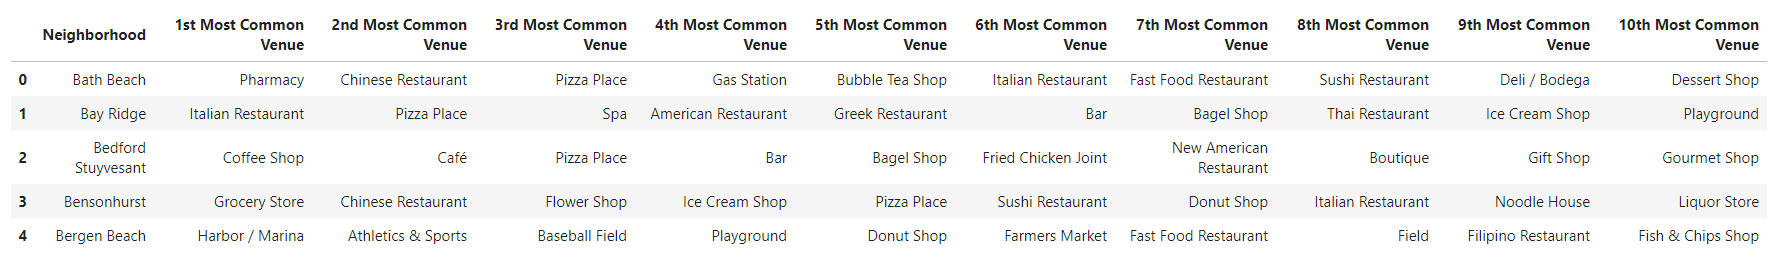 Neighborhood 1st Most Common Venue 2nd Most Common Venue 3rd Most Common Venue 4th Most Common Venue 5th Most Common Venue 6th Most Common Venue 7th Most Common Venue 8th Most Common Venue 9th Most Common Venue 10th Most Common Venue
0 Bath Beach Pharmacy Chinese Restaurant Pizza Place Gas Station Bubble Tea Shop Italian Restaurant Fast Food Restaurant Sushi Restaurant Deli / Bodega Dessert Shop
1 Bay Ridge Italian Restaurant Pizza Place Spa American Restaurant Greek Restaurant Bar Bagel Shop Thai Restaurant Ice Cream Shop Playground
2 Bedford Stuyvesant Coffee Shop Café Pizza Place Bar Bagel Shop Fried Chicken Joint New American Restaurant Boutique Gift Shop Gourmet Shop
3 Bensonhurst Grocery Store Chinese Restaurant Flower Shop Ice Cream Shop Pizza Place Sushi Restaurant Donut Shop Italian Restaurant Noodle House Liquor Store
4 Bergen Beach Harbor / Marina Athletics & Sports Baseball Field Playground Donut Shop Farmers Market Fast Food Restaurant Field Filipino Restaurant Fish & Chips Shop